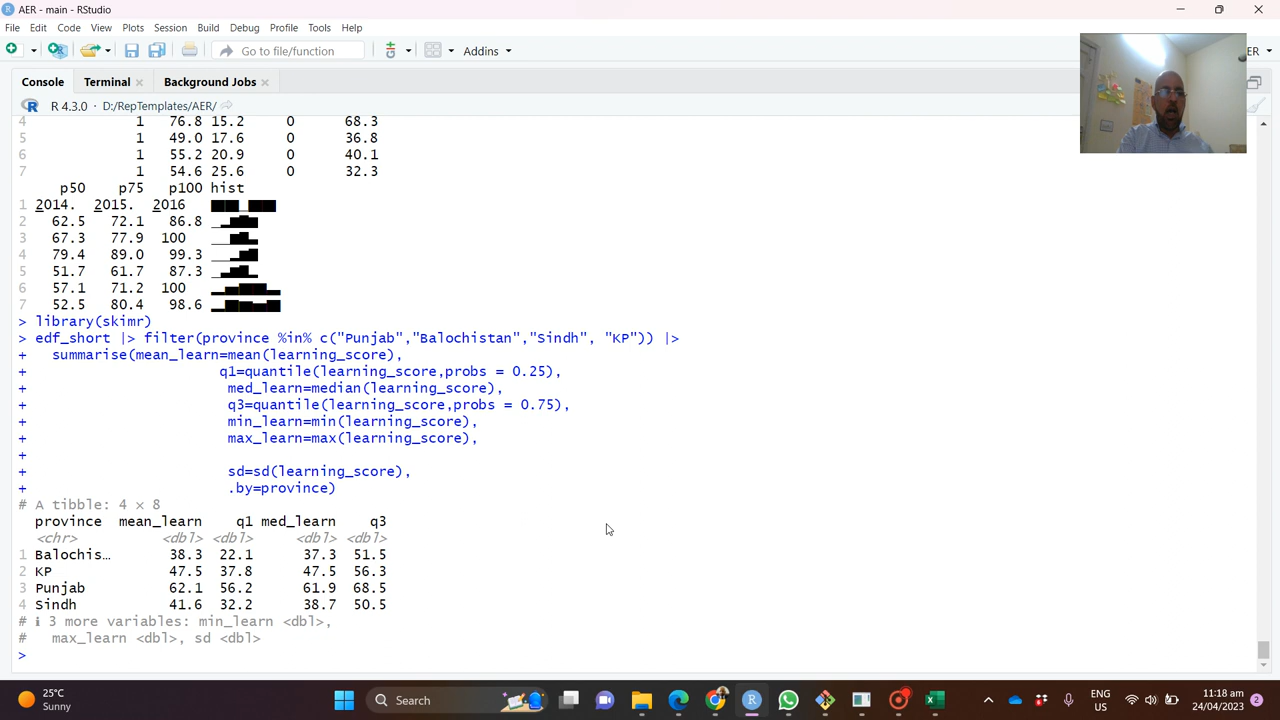 AER - main - RStudio
File Edit Code View Plots Session Build Debug Profile Tools Help
Go to file/function Addins ER
Console Terminal Background Jobs
R 4.3.0 · D:/RepTemplates/AER/
4 1 76.8 15.2 0 68.3
5 1 49.0 17.6 0 36.8
6 1 55.2 20.9 0 40.1
7 1 54.6 25.6 0 32.3
p50 p75 p100 hist
1 2014. 2015. 2016
2 62.5 72.1 86.8
3 67.3 77.9 100
4 79.4 89.0 99.3
5 51.7 61.7 87.3
6 57.1 71.2 100
7 52.5 80.4 98.6
> library(skimr)
> edf_short |> filter(province %in% c("Punjab","Balochistan","Sindh", "KP")) |>
+ summarise(mean_learn=mean(learning_score),
+ q1=quantile(learning_score,probs = 0.25),
+ med_learn=median(learning_score),
+ q3=quantile(learning_score,probs = 0.75),
+ min_learn=min(learning_score),
+ max_learn=max(learning_score),
+
+ sd=sd(learning_score),
+ .by=province)
# A tibble: 4 × 8
province mean_learn q1 med_learn q3
<chr> <dbl> <dbl> <dbl> <dbl>
1 Balochis… 38.3 22.1 37.3 51.5
2 KP 47.5 37.8 47.5 56.3
3 Punjab 62.1 56.2 61.9 68.5
4 Sindh 41.6 32.2 38.7 50.5
# ℹ 3 more variables: min_learn <dbl>,
# max_learn <dbl>, sd <dbl>
>
25°C
Sunny
Search
ENG
US
11:18 am
24/04/2023
2